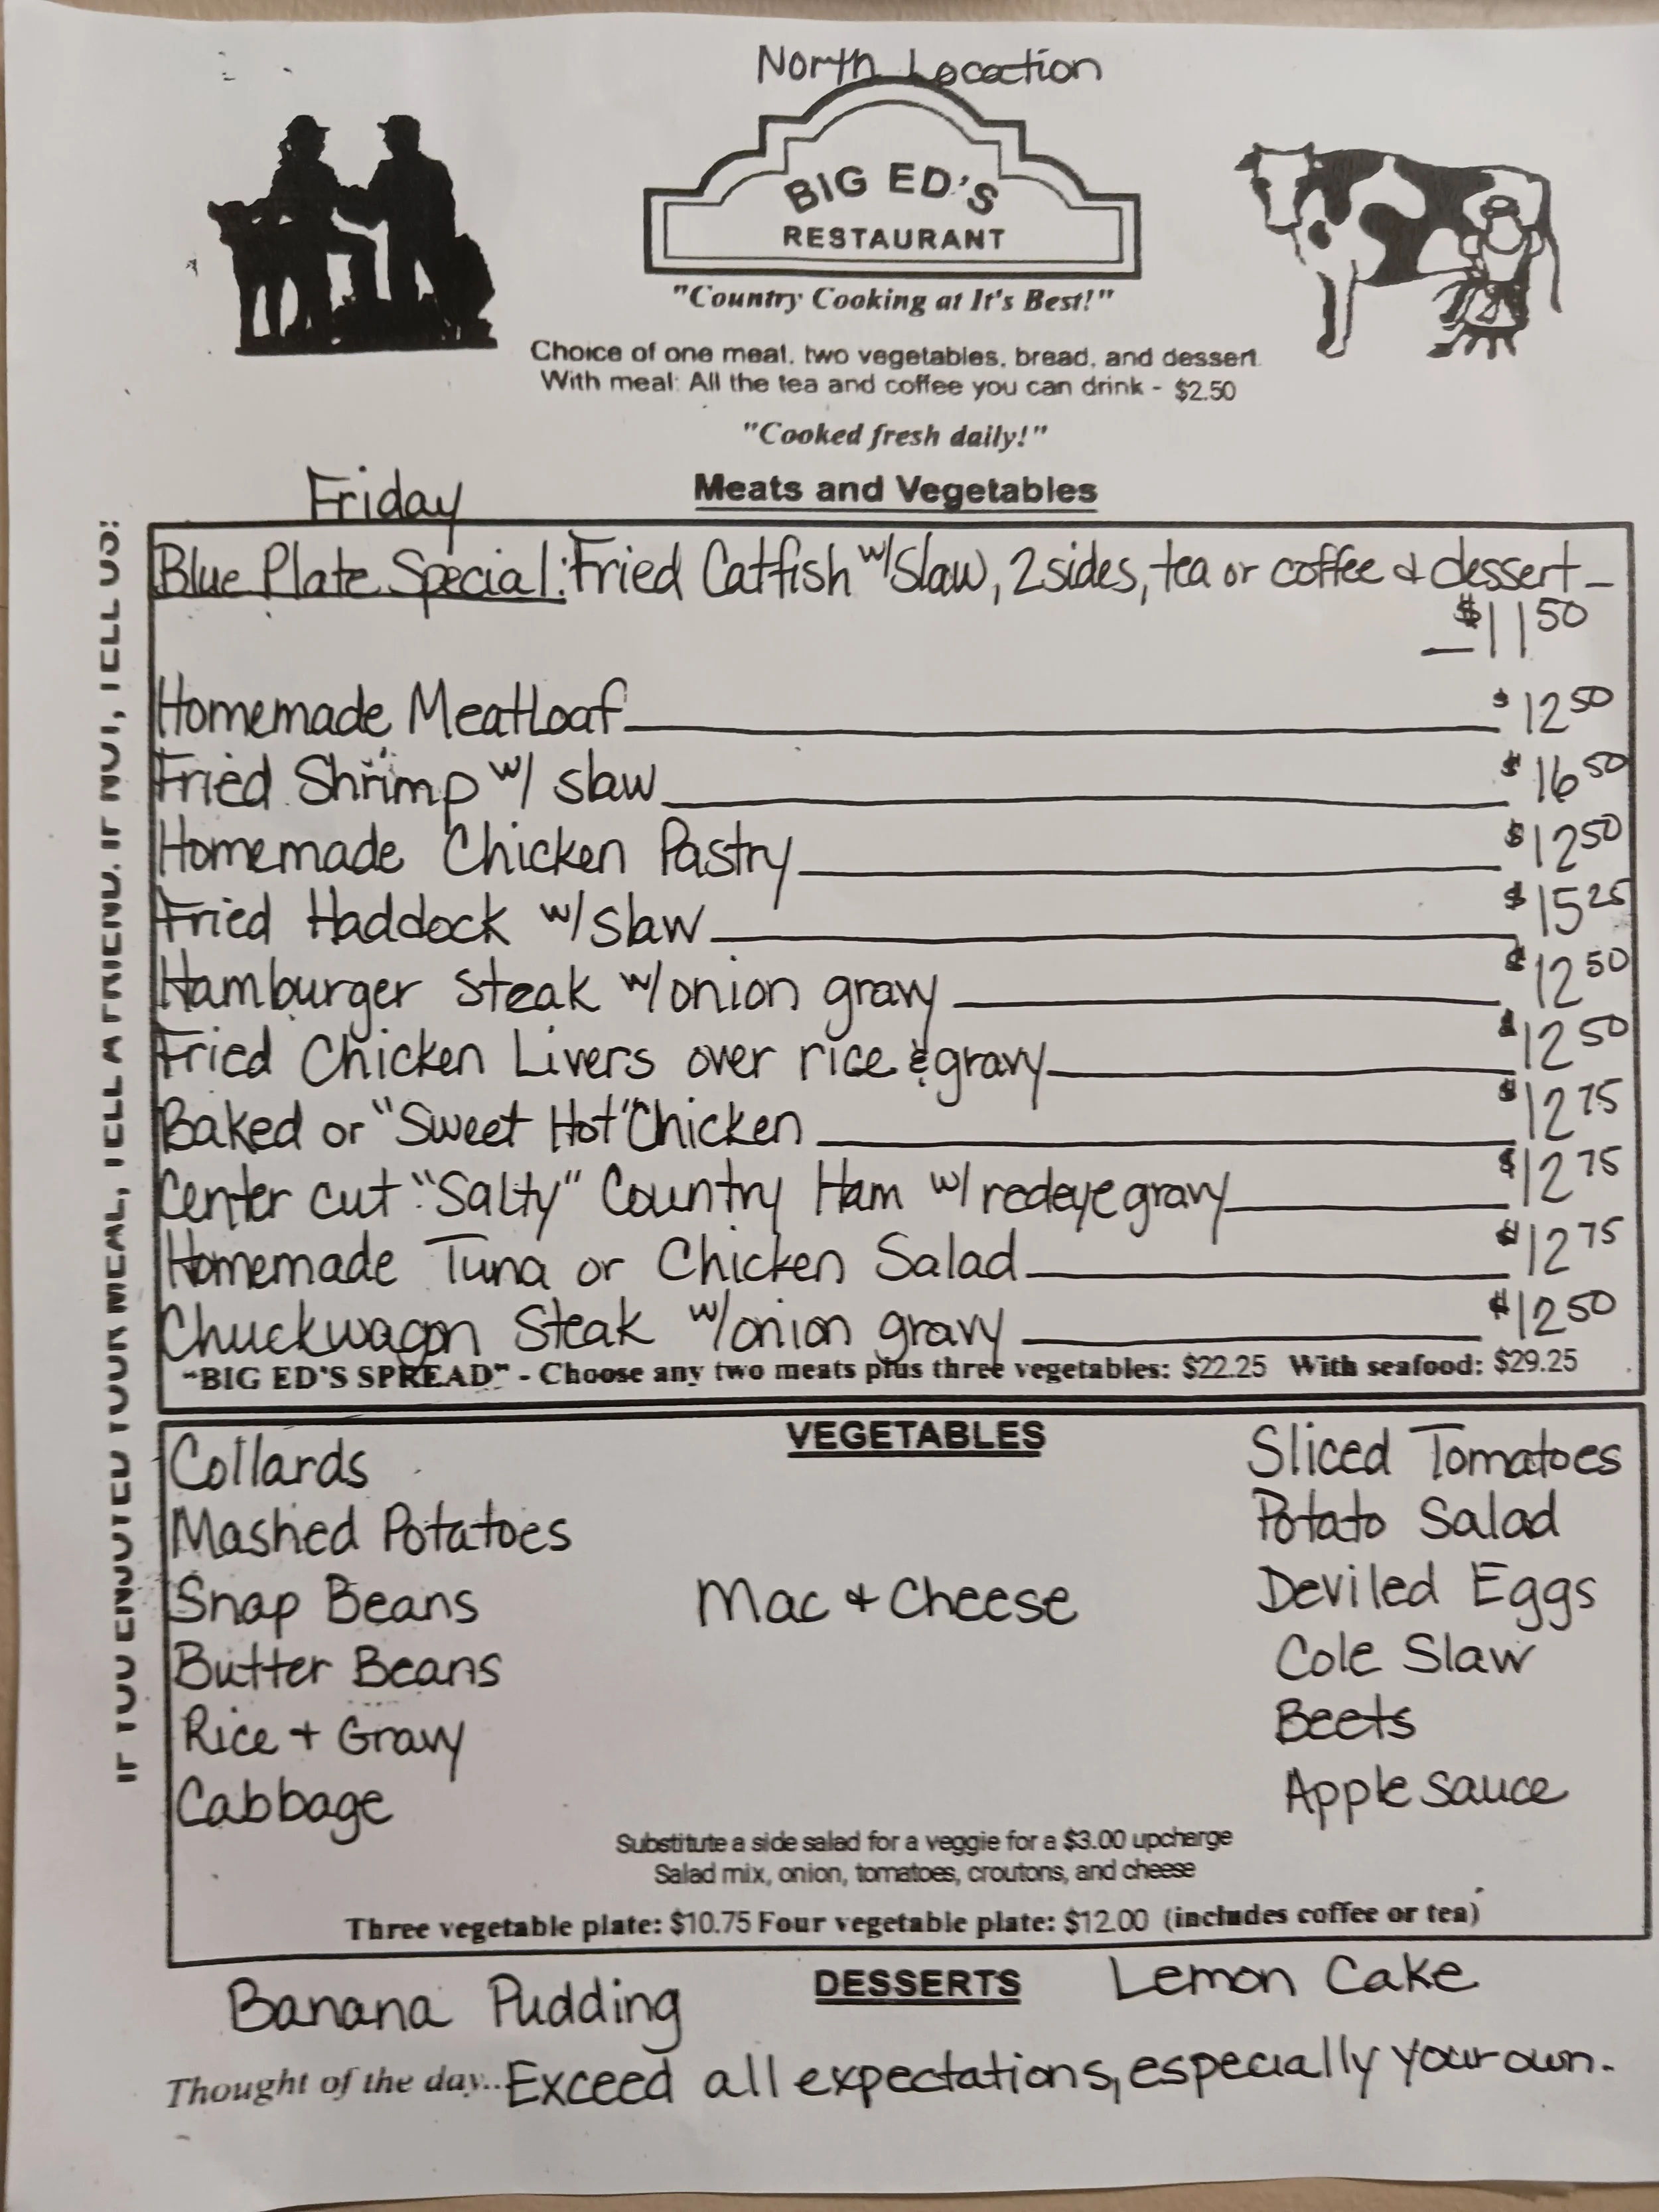 North Location
BIG ED'S
RESTAURANT
"Country Cooking at It's Best!"
Choice of one meat, two vegetables, bread, and dessert.
With meal: All the tea and coffee you can drink - $2.50
"Cooked fresh daily!"
Friday
Meats and Vegetables
Blue Plate Special: Fried Catfish w/ Slaw, 2 sides, tea or coffee & dessert -
- $11 50
Homemade Meatloaf $12 50
Fried Shrimp w/ slaw $16 50
Homemade Chicken Pastry $12 50
Fried Haddock w/ slaw $15 25
Hamburger Steak w/ onion gravy $12 50
Fried Chicken Livers over rice & gravy $12 50
Baked or "Sweet Hot" Chicken $12 75
Center cut "Salty" Country Ham w/ redeye gravy $12 75
Homemade Tuna or Chicken Salad $12 75
Chuckwagon Steak w/ onion gravy $12 50
"BIG ED'S SPREAD" - Choose any two meats plus three vegetables: $22.25 With seafood: $29.25
VEGETABLES
Collards
Mashed Potatoes
Snap Beans
Butter Beans
Rice + Gravy
Cabbage
Mac & Cheese
Sliced Tomatoes
Potato Salad
Deviled Eggs
Cole Slaw
Beets
Apple Sauce
Substitute a side salad for a veggie for a $3.00 upcharge
Salad mix, onion, tomatoes, croutons, and cheese
Three vegetable plate: $10.75 Four vegetable plate: $12.00 (includes coffee or tea)
DESSERTS
Banana Pudding
Lemon Cake
Thought of the day... Exceed all expectations, especially your own.
IF YOU ENJOYED YOUR MEAL, TELL A FRIEND. IF NOT, TELL US!